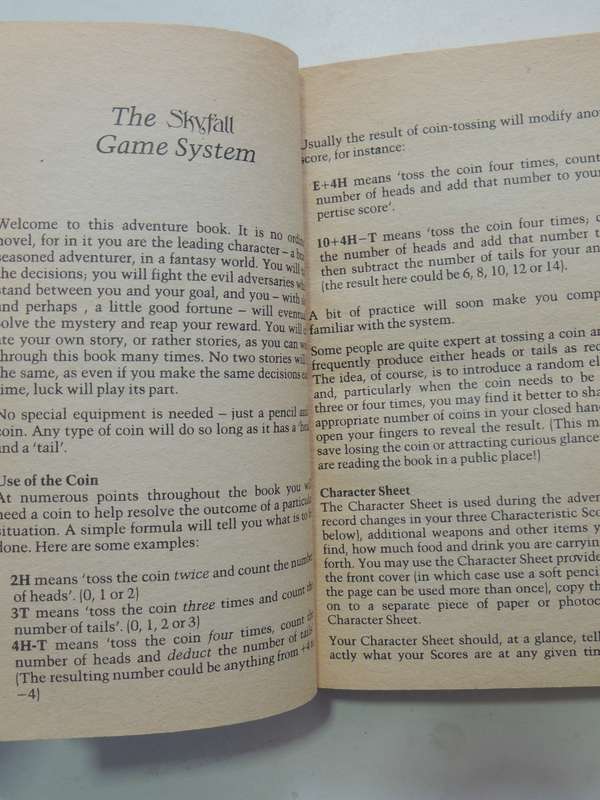 The Skyfall
Game System
Welcome to this adventure book. It is no
novel, for in it you are the leading character – a
seasoned adventurer, in a fantasy world. You will
the decisions; you will fight the evil adversaries
stand between you and your goal, and you – with
and perhaps , a little good fortune – will
solve the mystery and reap your reward. You will
ate your own story, or rather stories, as you can
through this book many times. No two stories will
the same, as even if you make the same decisions
time, luck will play its part.
No special equipment is needed – just a pencil and
coin. Any type of coin will do so long as it has a
and a 'tail'.
Use of the Coin
At numerous points throughout the book you will
need a coin to help resolve the outcome of a
situation. A simple formula will tell you what is to
done. Here are some examples:
2H means 'toss the coin twice and count the number
of heads'. (0, 1 or 2)
3T means 'toss the coin three times and count the
number of tails'. (0, 1, 2 or 3)
4H-T means 'toss the coin four times, count the
number of heads and deduct the number of tails'
(The resulting number could be anything from +4 to
−4)
Usually the result of coin-tossing will modify
score, for instance:
E+4H means 'toss the coin four times, count
number of heads and add that number to your
pertise score'.
10+4H−T means 'toss the coin four times;
the number of heads and add that number
then subtract the number of tails for your
(the result here could be 6, 8, 10, 12 or 14).
A bit of practice will soon make you
familiar with the system.
Some people are quite expert at tossing a coin
frequently produce either heads or tails as
The idea, of course, is to introduce a random
and, particularly when the coin needs to be
three or four times, you may find it better to
appropriate number of coins in your closed
open your fingers to reveal the result. (This
save losing the coin or attracting curious
are reading the book in a public place!)
Character Sheet
The Character Sheet is used during the
record changes in your three Characteristic
below), additional weapons and other items
find, how much food and drink you are
forth. You may use the Character Sheet
the front cover (in which case use a soft
the page can be used more than once), copy
on to a separate piece of paper or
Character Sheet.
Your Character Sheet should, at a glance,
actly what your Scores are at any given